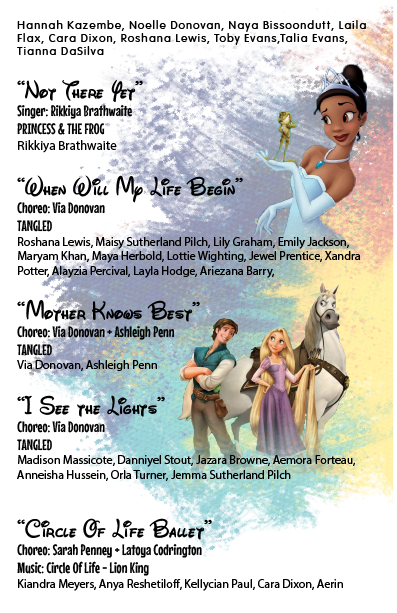 Hannah Kazembe, Noelle Donovan, Naya Bissoondutt, Laila
Flax, Cara Dixon, Roshana Lewis, Toby Evans,Talia Evans,
Tianna DaSilva
“Not There Yet”
Singer: Rikkiya Brathwaite
PRINCESS & THE FROG
Rikkiya Brathwaite
“When Will My Life Begin”
Choreo: Via Donovan
TANGLED
Roshana Lewis, Maisy Sutherland Pilch, Lily Graham, Emily Jackson,
Maryam Khan, Maya Herbold, Lottie Wighting, Jewel Prentice, Xandra
Potter, Alayzia Percival, Layla Hodge, Ariezana Barry,
“Mother Knows Best”
Choreo: Via Donovan + Ashleigh Penn
TANGLED
Via Donovan, Ashleigh Penn
“I See the Lights”
Choreo: Via Donovan
TANGLED
Madison Massicote, Danniyel Stout, Jazara Browne, Aemora Forteau,
Anneisha Hussein, Orla Turner, Jemma Sutherland Pilch
“Circle Of Life Ballet”
Choreo: Sarah Penney + Latoya Codrington
Music: Circle Of Life - Lion King
Kiandra Meyers, Anya Reshetiloff, Kellycian Paul, Cara Dixon, Aerin